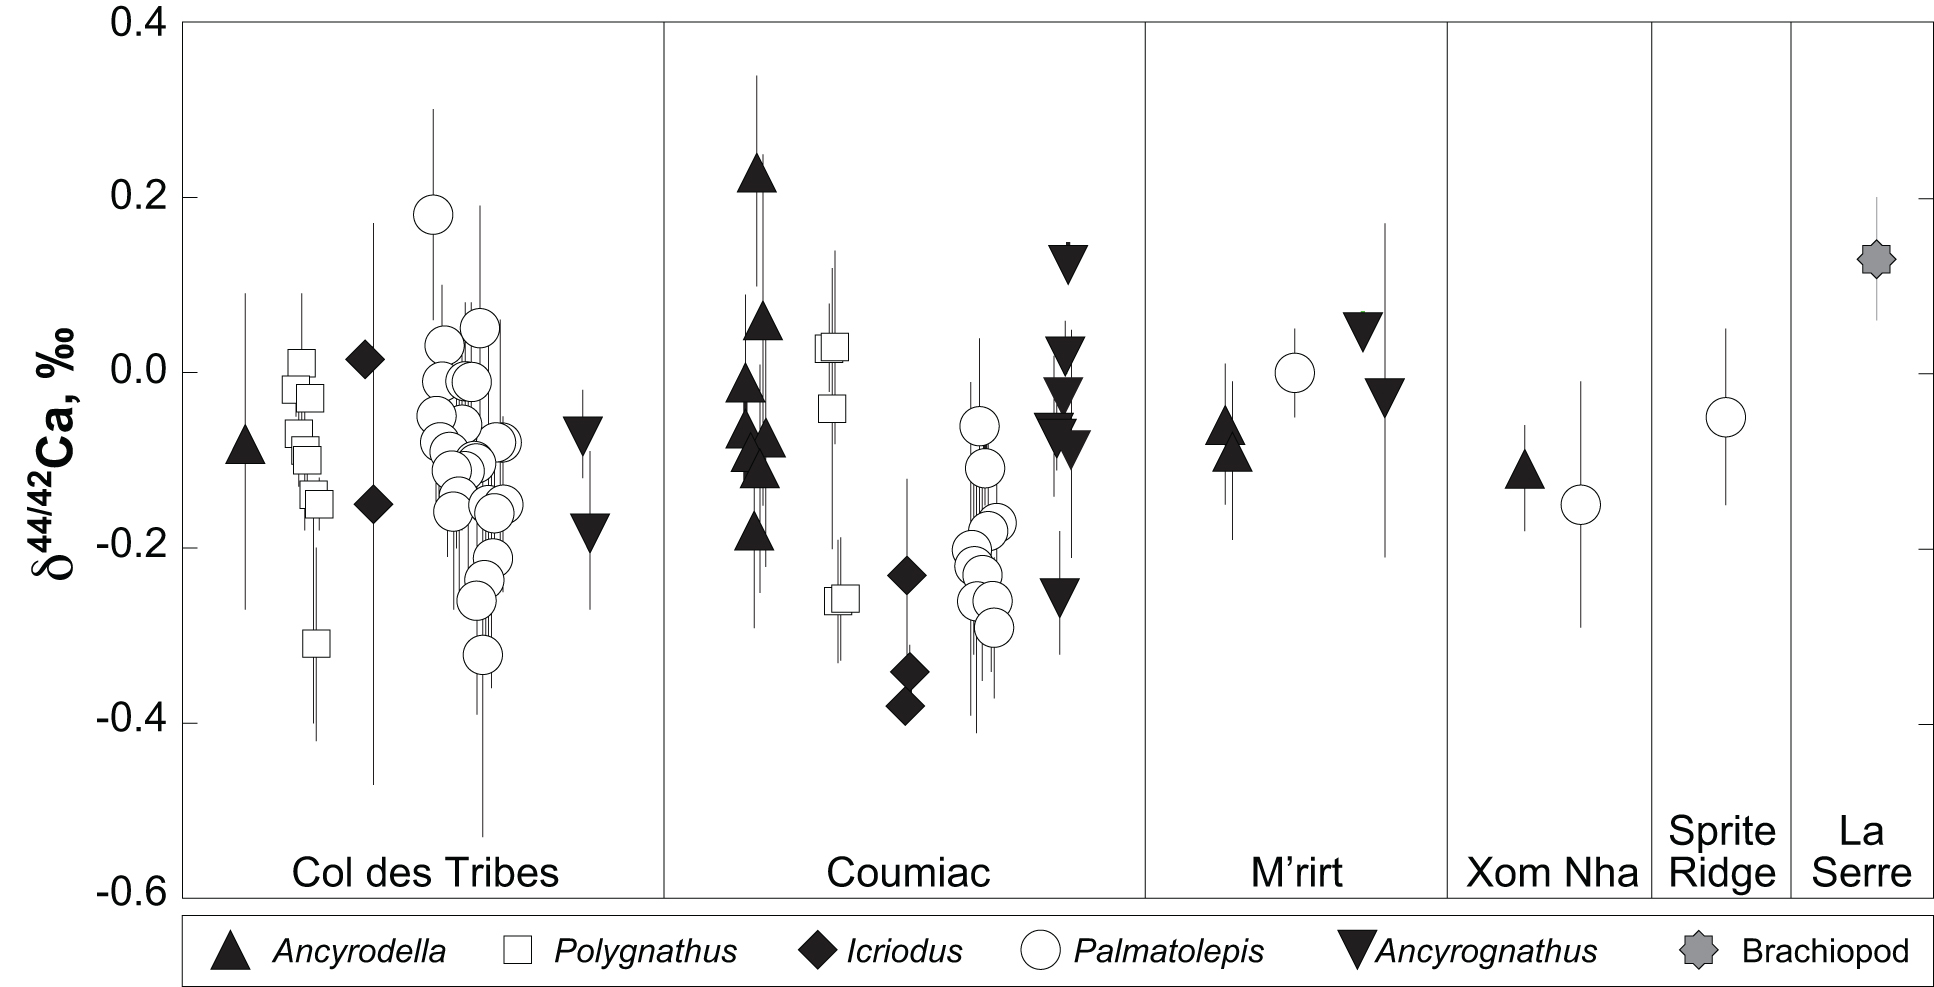 0.4
0.2
0.0
-0.2
-0.4
-0.6
δ44/42Ca, ‰
Col des Tribes
Coumiac
M’rirt
Xom Nha
Sprite
Ridge
La
Serre
Ancyrodella
Polygnathus
Icriodus
Palmatolepis
Ancyrognathus
Brachiopod